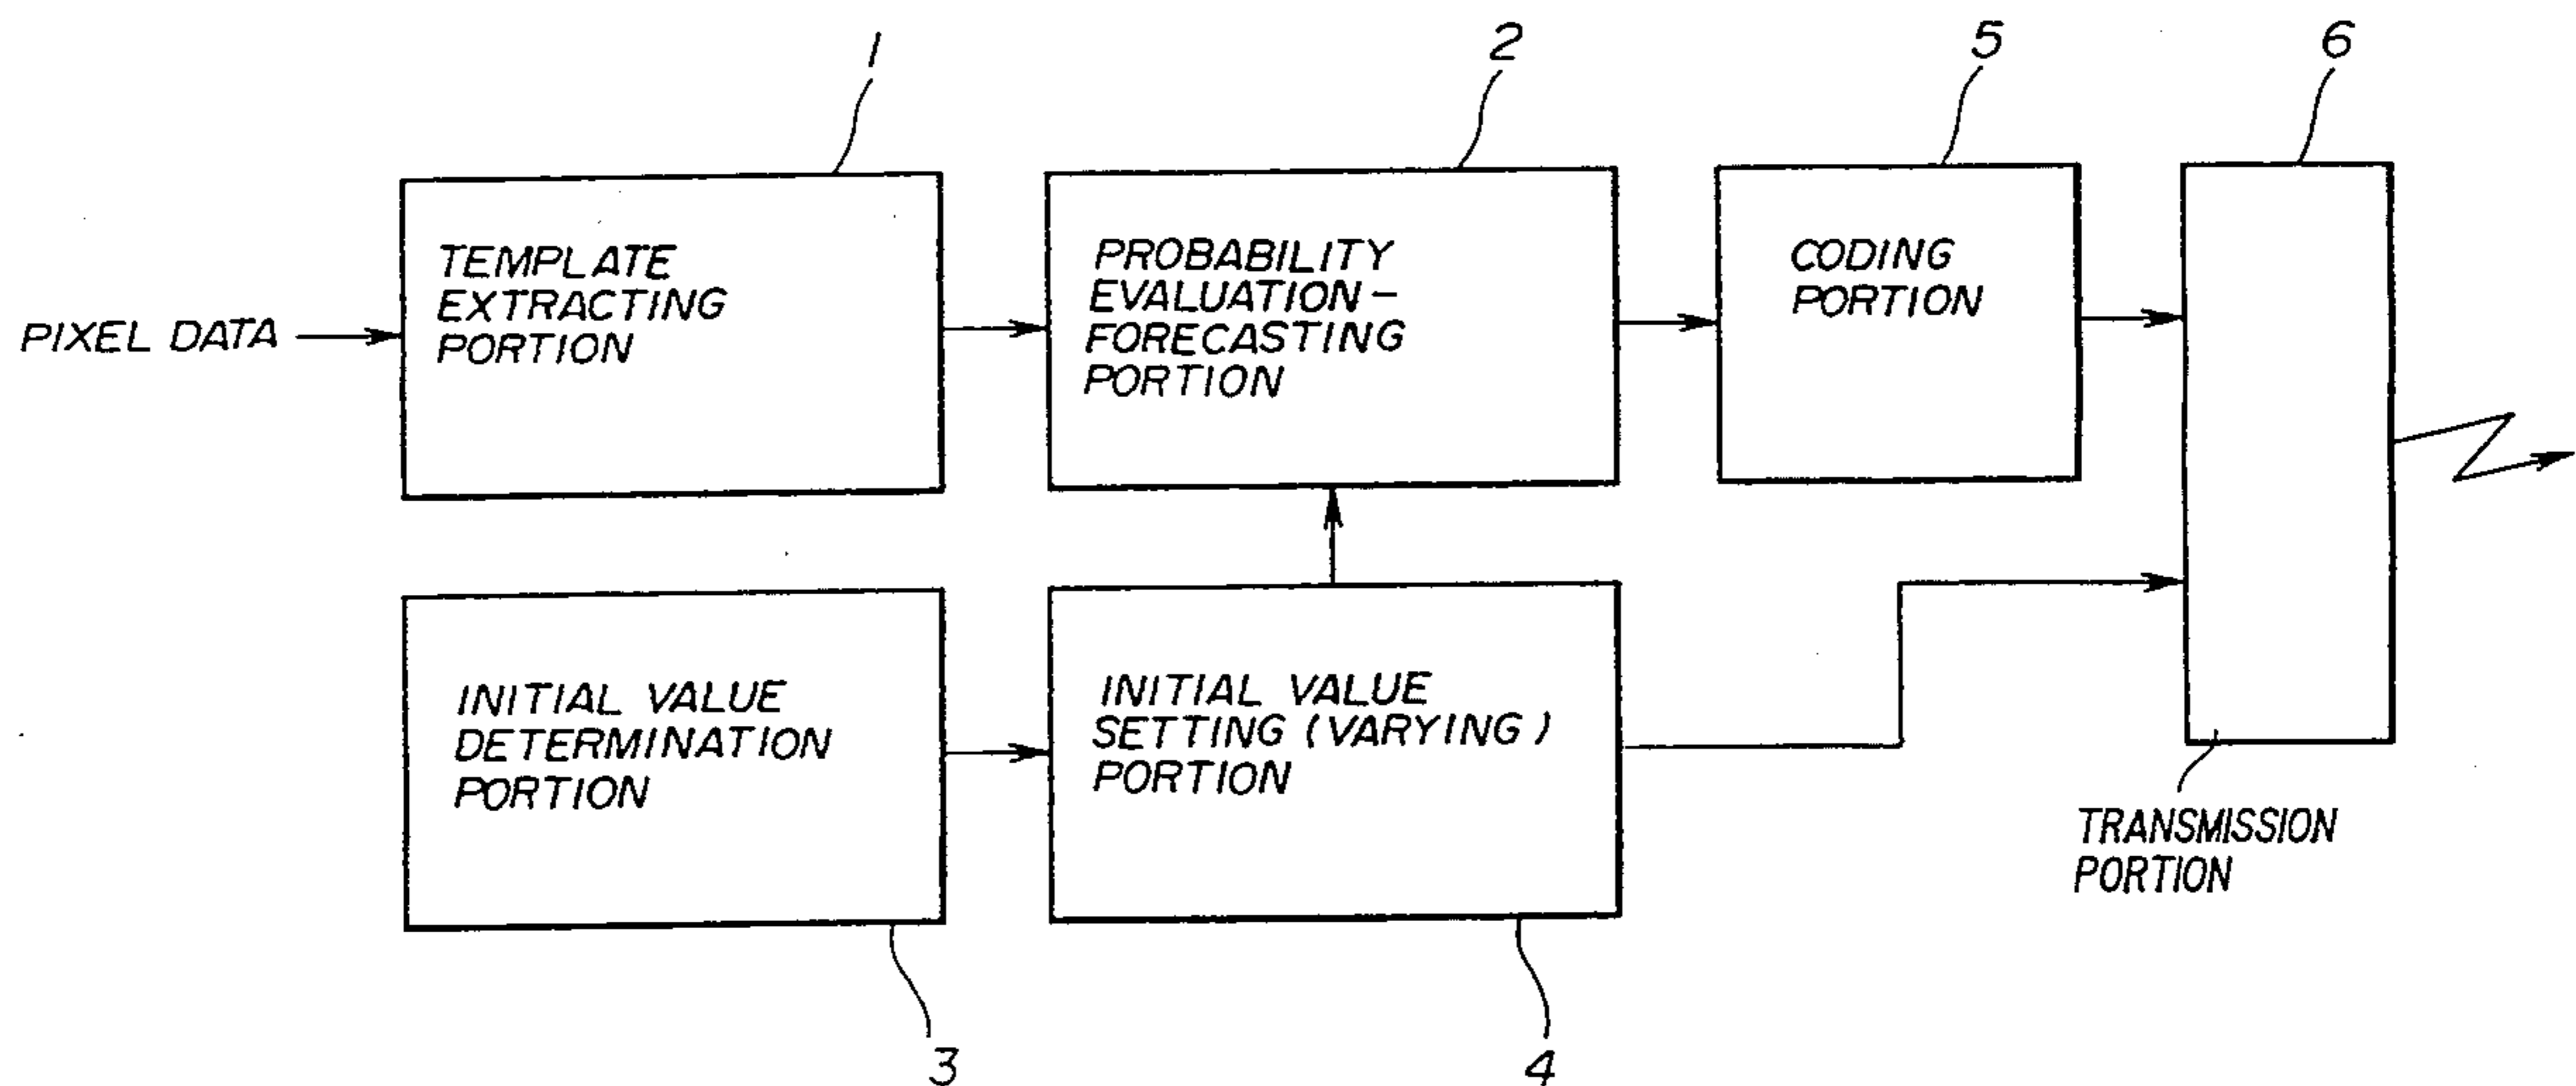 1
2
5
6
PIXEL DATA
TEMPLATE
EXTRACTING
PORTION
PROBABILITY
EVALUATION-
FORECASTING
PORTION
CODING
PORTION
INITIAL VALUE
DETERMINATION
PORTION
INITIAL VALUE
SETTING (VARYING)
PORTION
TRANSMISSION
PORTION
3
4